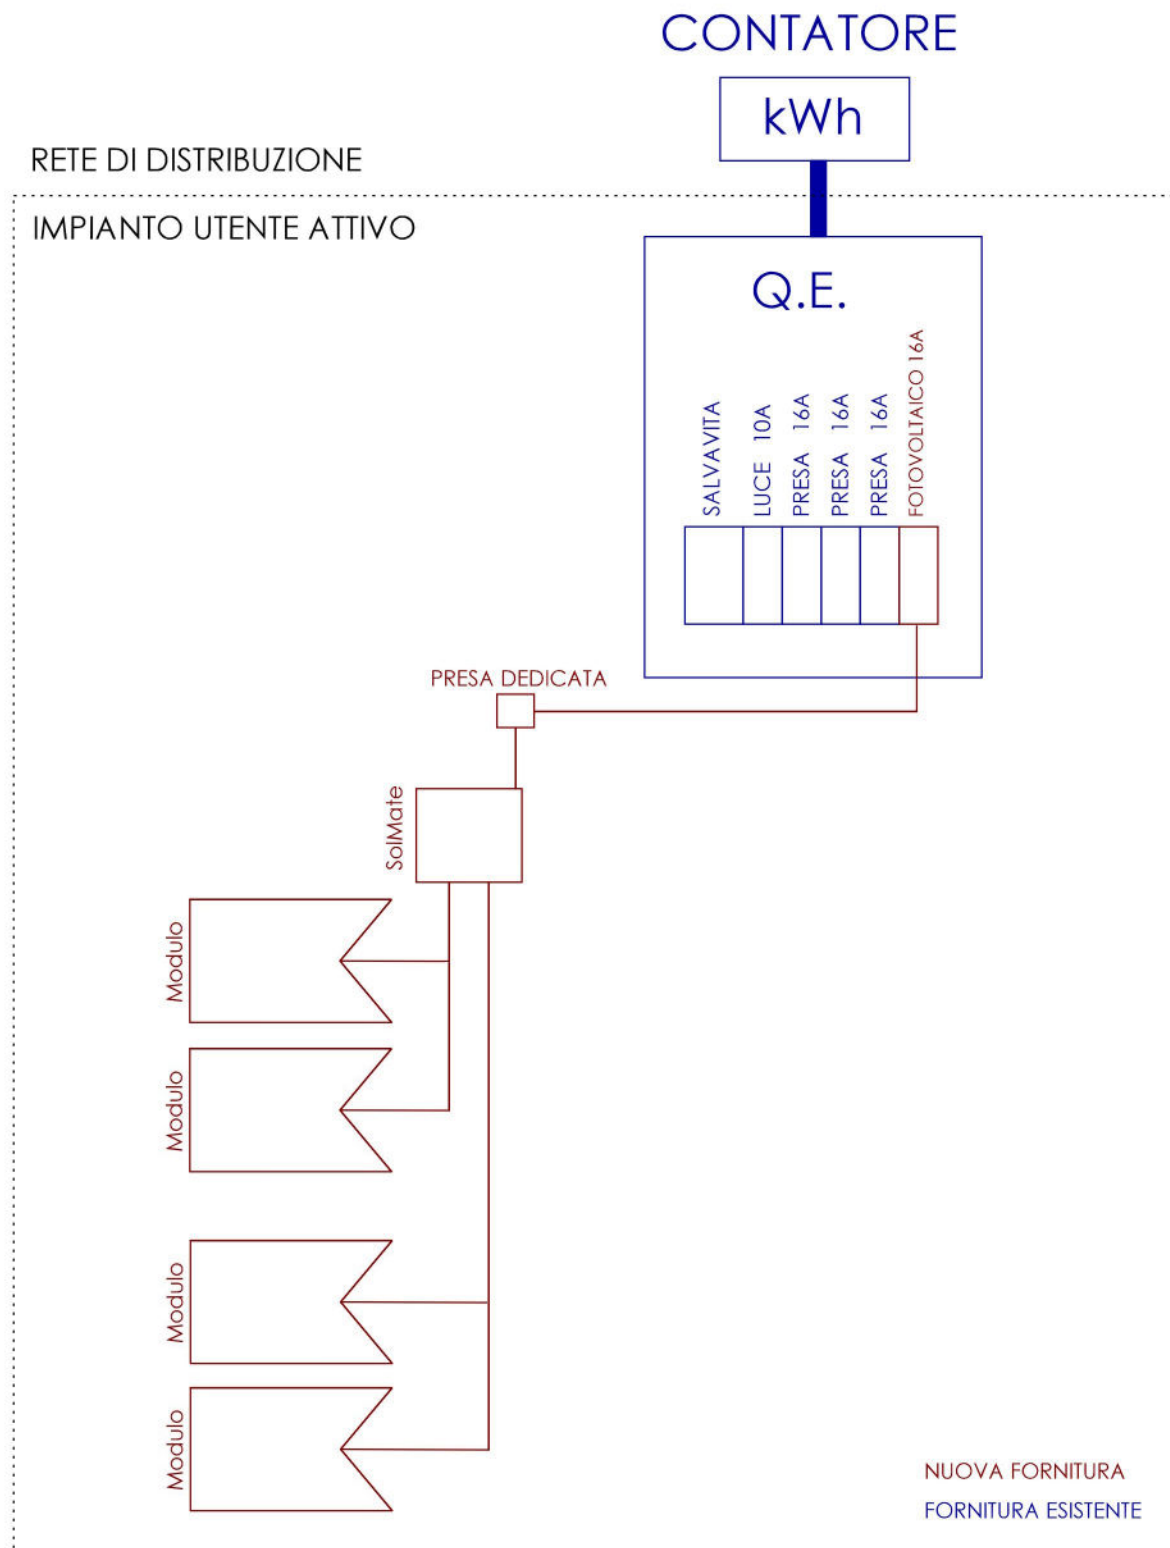 CONTATORE
kWh
RETE DI DISTRIBUZIONE
IMPIANTO UTENTE ATTIVO
Q.E.
SALVAVITA
LUCE 10A
PRESA 16A
PRESA 16A
PRESA 16A
FOTOVOLTAICO 16A
PRESA DEDICATA
SolMate
Modulo
Modulo
Modulo
Modulo
NUOVA FORNITURA
FORNITURA ESISTENTE